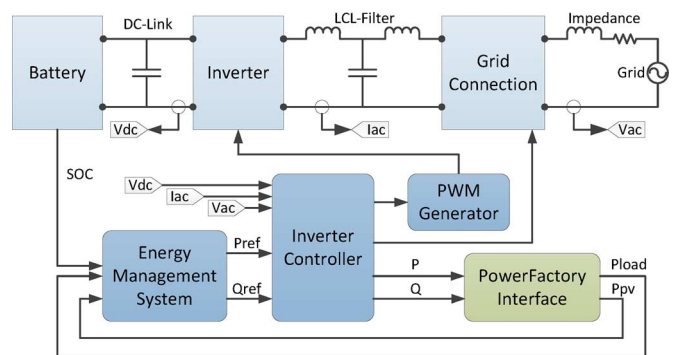 DC-Link
LCL-Filter
Impedance
Battery
Inverter
Grid
Connection
Grid
Vdc
Iac
Vac
SOC
Vdc
Iac
Vac
PWM
Generator
Inverter
Controller
Energy
Management
System
Pref
Qref
P
Q
PowerFactory
Interface
Pload
Ppv